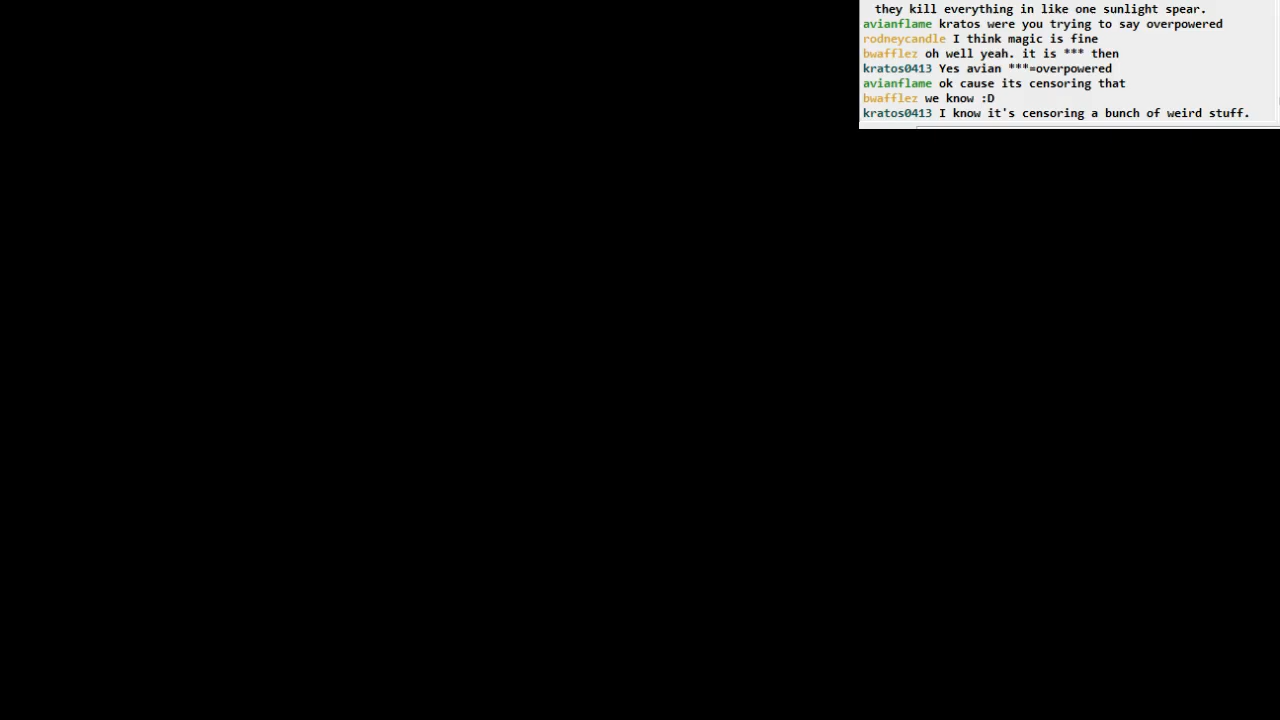 they kill everything in like one sunlight spear.
avianflame kratos were you trying to say overpowered
rodneycandle I think magic is fine
bwafflez oh well yeah. it is *** then
kratos0413 Yes avian ***=overpowered
avianflame ok cause its censoring that
bwafflez we know :D
kratos0413 I know it's censoring a bunch of weird stuff.